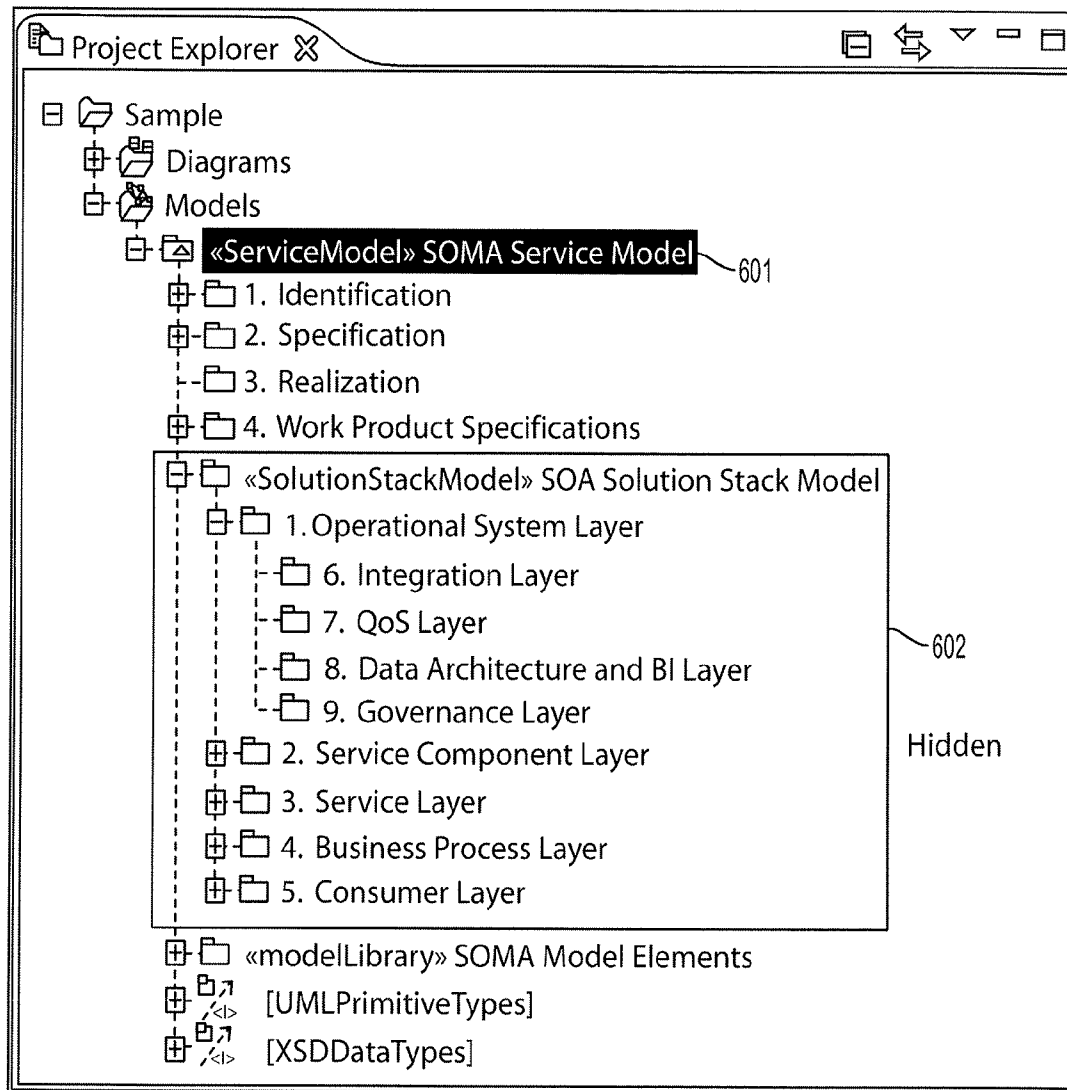 Project Explorer
Sample
Diagrams
Models
«ServiceModel» SOMA Service Model
601
1. Identification
2. Specification
3. Realization
4. Work Product Specifications
«SolutionStackModel» SOA Solution Stack Model
1.Operational System Layer
6. Integration Layer
7. QoS Layer
602
8. Data Architecture and BI Layer
9. Governance Layer
Hidden
2. Service Component Layer
3. Service Layer
4. Business Process Layer
5. Consumer Layer
«modelLibrary» SOMA Model Elements
<I> [UMLPrimitiveTypes]
<I> [XSDDataTypes]